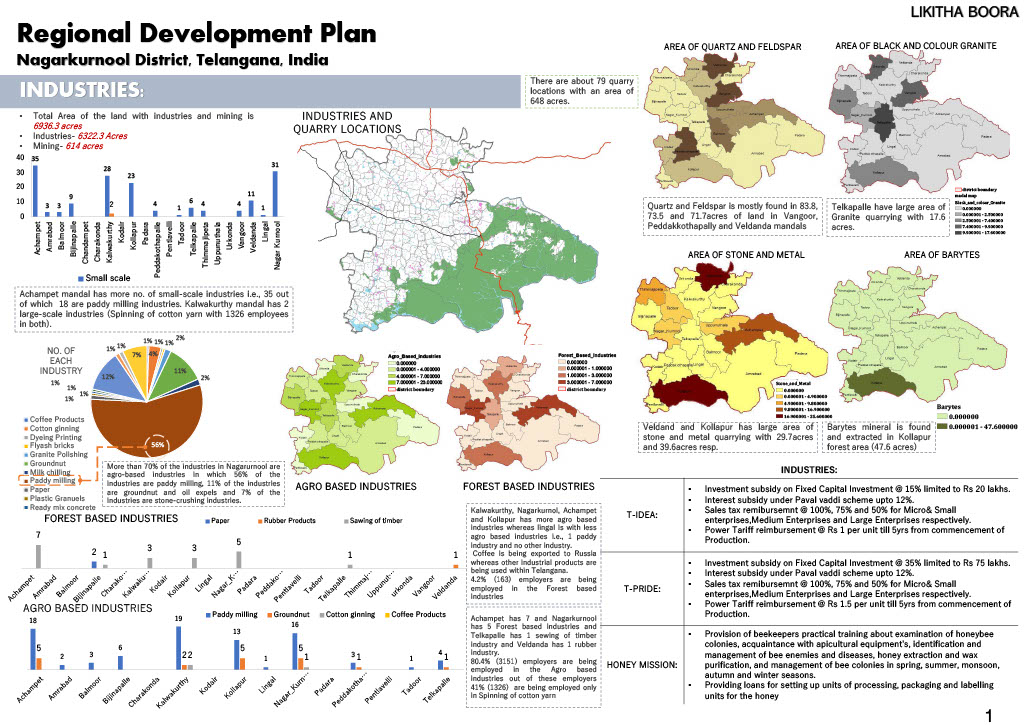 LIKITHA BOORA
Regional Development Plan
Nagarkurnool District, Telangana, India
INDUSTRIES:
There are about 79 quarry
locations with an area of
648 acres.
• Total Area of the land with industries and mining is
6936.3 acres
• Industries- 6322.3 Acres
• Mining- 614 acres
40
30
20
10
0
35 3 3 9 28 2 23 4 1 6 4 4 11 1 31
Achampet
Amrabad
Balmoor
Bijinapalle
Chandempet
Charakonda
Kalwakurthy
Kodair
Kollapur
Padara
Peddakothapalle
Pentlavelli
Tadoor
Telkapalle
Thimmajipeta
Uppunuthala
Urkonda
Vangoor
Veldanda
Lingal
Nagar Kurnool
Small scale
Achampet mandal has more no. of small-scale industries i.e., 35 out
of which 18 are paddy milling industries. Kalwakurthy mandal has 2
large-scale industries (Spinning of cotton yarn with 1326 employees
in both).
INDUSTRIES AND
QUARRY LOCATIONS
AREA OF QUARTZ AND FELDSPAR
Quartz and Feldspar is mostly found in 83.8,
73.5 and 71.7acres of land in Vangoor,
Peddakkothapally and Veldanda mandals
AREA OF BLACK AND COLOUR GRANITE
district boundary
metal map
Black_and_colour_Granite
0.000000
0.000001 - 2.700000
2.700001 - 7.400000
7.400001 - 9.900000
9.900001 - 17.600000
Telkapalle have large area of
Granite quarrying with 17.6
acres.
AREA OF STONE AND METAL
Stone_and_Metal
0.000000
0.000001 - 4.900000
4.900001 - 9.800000
9.800001 - 16.900000
16.900001 - 25.600000
Veldand and Kollapur has large area of
stone and metal quarrying with 29.7acres
and 39.6acres resp.
AREA OF BARYTES
Barytes
0.000000
0.000001 - 47.600000
Barytes mineral is found
and extracted in Kollapur
forest area (47.6 acres)
NO. OF
EACH
INDUSTRY
1% 1% 1% 1% 12% 1% 1% 7% 1% 4% 1% 1% 2% 11% 2% 56%
Coffee Products
Cotton ginning
Dyeing Printing
Flyash bricks
Granite Polishing
Groundnut
Milk chilling
Paddy milling
Paper
Plastic Granuels
Ready mix concrete
More than 70% of the industries in Nagarurnool are
agro-based industries in which 56% of the
industries are paddy milling, 11% of the industries
are groundnut and oil expels and 7% of the
Industries are stone-crushing industries.
Agro_Based_Industries
0.000000
0.000001 - 4.000000
4.000001 - 7.000000
7.000001 - 23.000000
district boundary
AGRO BASED INDUSTRIES
Forest_Based_Industries
0.000000
0.000001 - 1.000000
1.000001 - 3.000000
3.000001 - 7.000000
district boundary
FOREST BASED INDUSTRIES
FOREST BASED INDUSTRIES
Paper
Rubber Products
Sawing of timber
7 2 1 3 3 5 1 1
Achampet
Amrabad
Balmoor
Bijinapalle
Charako…
Kalwaku…
Kodair
Kollapur
Lingal
Nagar_K…
Padara
Peddako…
Pentlavelli
Tadoor
Telkapalle
Thimmaj…
Uppunut…
Urkonda
Vangoor
Veldanda
AGRO BASED INDUSTRIES
Paddy milling
Groundnut
Cotton ginning
Coffee Products
18 5 2 3 6 19 2 2 13 5 1 16 5 1 3 1 1 4 1
Achampet
Amrabad
Balmoor
Bijinapalle
Charakonda
Kalwakurthy
Kodair
Kollapur
Lingal
Nagar_Kurn…
Padara
Peddakotha…
Pentlavelli
Tadoor
Telkapalle
Kalwakurthy, Nagarkurnol, Achampet
and Kollapur has more agro based
industries whereas lingal is with less
agro based industries i.e., 1 paddy
industry and no other industry.
Coffee is being exported to Russia
whereas other Industrial products are
being used within Telangana.
4.2% (163) employers are being
employed in the Forest based
industries
Achampet has 7 and Nagarkurnool
has 5 Forest based industries and
Telkapalle has 1 sewing of timber
industry and Veldanda has 1 rubber
industry.
80.4% (3151) employers are being
employed in the Agro based
industries out of these employers
41% (1326) are being employed only
in Spinning of cotton yarn
INDUSTRIES:
T-IDEA:
• Investment subsidy on Fixed Capital Investment @ 15% limited to Rs 20 lakhs.
• Interest subsidy under Paval vaddi scheme upto 12%.
• Sales tax remibursemnt @ 100%, 75% and 50% for Micro& Small
enterprises,Medium Enterprises and Large Enterprises respectively.
• Power Tariff reimbursement @ Rs 1 per unit till 5yrs from commencement of
Production.
T-PRIDE:
• Investment subsidy on Fixed Capital Investment @ 35% limited to Rs 75 lakhs.
• Interest subsidy under Paval vaddi scheme upto 12%.
• Sales tax remibursemnt @ 100%, 75% and 50% for Micro& Small
enterprises,Medium Enterprises and Large Enterprises respectively.
• Power Tariff reimbursement @ Rs 1.5 per unit till 5yrs from commencement of
Production.
HONEY MISSION:
• Provision of beekeepers practical training about examination of honeybee
colonies, acquaintance with apicultural equipment's, identification and
management of bee enemies and diseases, honey extraction and wax
purification, and management of bee colonies in spring, summer, monsoon,
autumn and winter seasons.
• Providing loans for setting up units of processing, packaging and labelling
units for the honey
1